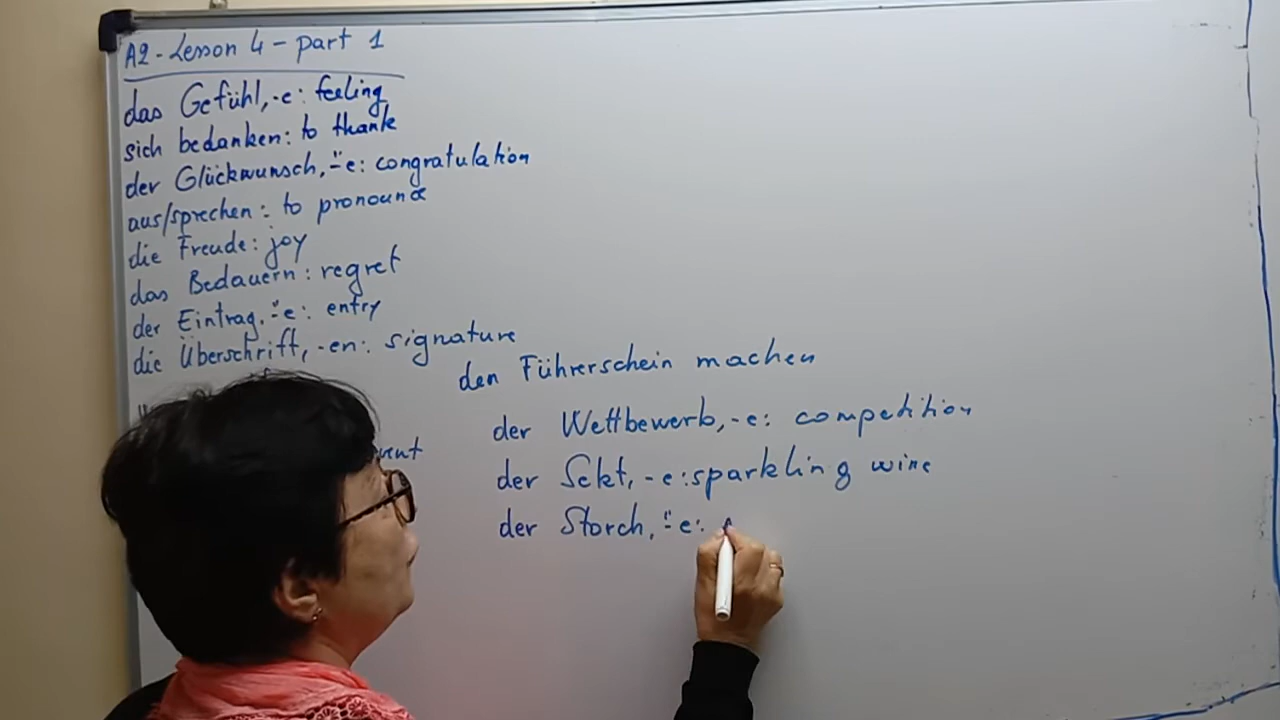 A2 - Lesson 4 - part 1
das Gefühl, -e: feeling
sich bedanken: to thank
der Glückwunsch, ⸚e: congratulation
aus/sprechen: to pronounce
die Freude: joy
das Bedauern: regret
der Eintrag, ⸚e: entry
die Überschrift, -en: signature
den Führerschein machen
der Wettbewerb, -e: competition
der Sekt, -e: sparkling wine
der Storch, ⸚e: